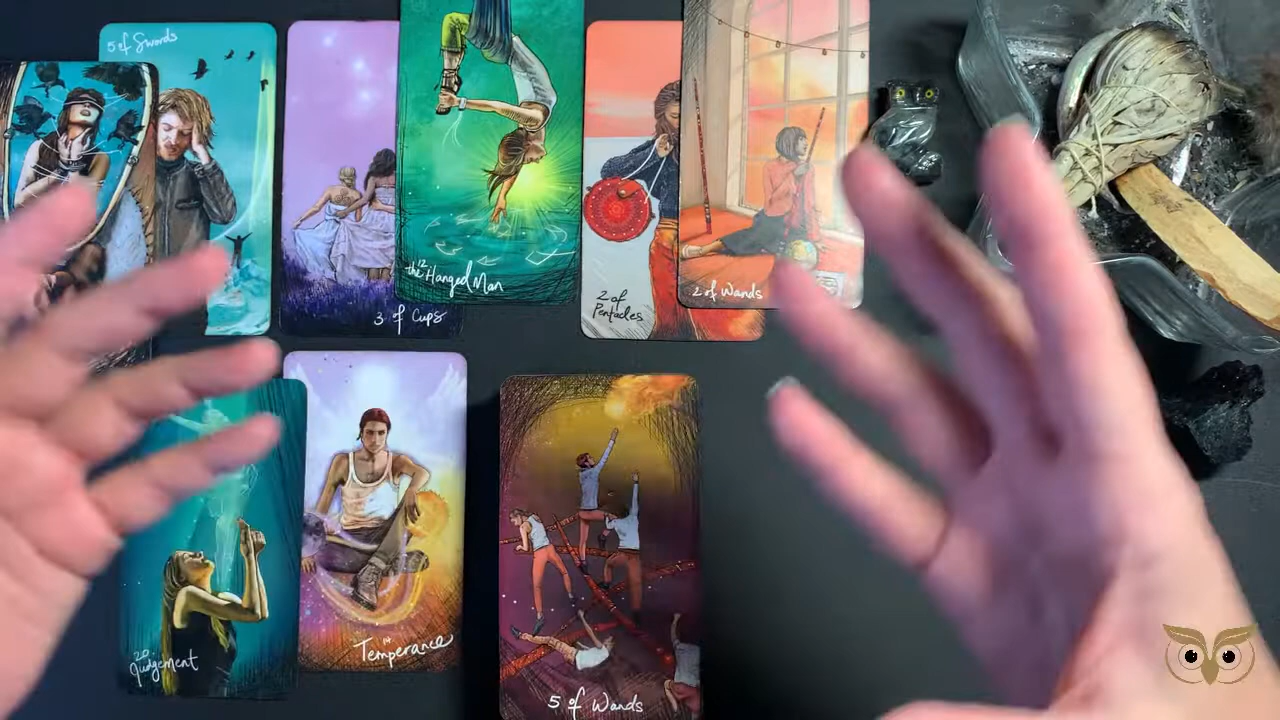 5 of Swords
3 of Cups
the 12 Hanged Man
2 of
Pentacles
2 of Wands
20.
Judgement
14
Temperance
5 of Wands